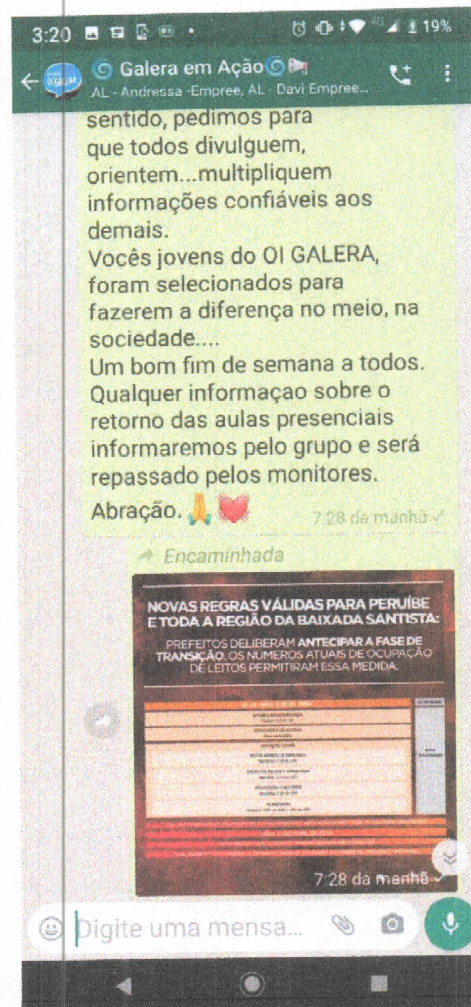 3:20
19%
Galera em Ação
AL - Andressa -Empree, AL - Davi Empree...
sentido, pedimos para
que todos divulguem,
orientem...multipliquem
informações confiáveis aos
demais.
Vocês jovens do OI GALERA,
foram selecionados para
fazerem a diferença no meio, na
sociedade....
Um bom fim de semana a todos.
Qualquer informaçao sobre o
retorno das aulas presenciais
informaremos pelo grupo e será
repassado pelos monitores.
Abração.🙏💓
7:28 da manhã
Encaminhada
NOVAS REGRAS VÁLIDAS PARA PERUÍBE
E TODA A REGIÃO DA BAIXADA SANTISTA:
PREFEITOS DELIBERAM ANTECIPAR A FASE DE
TRANSIÇÃO. OS NÚMEROS ATUAIS DE OCUPAÇÃO
DE LEITOS PERMITIRAM ESSA MEDIDA.
7:28 da manhã
Digite uma mensa...